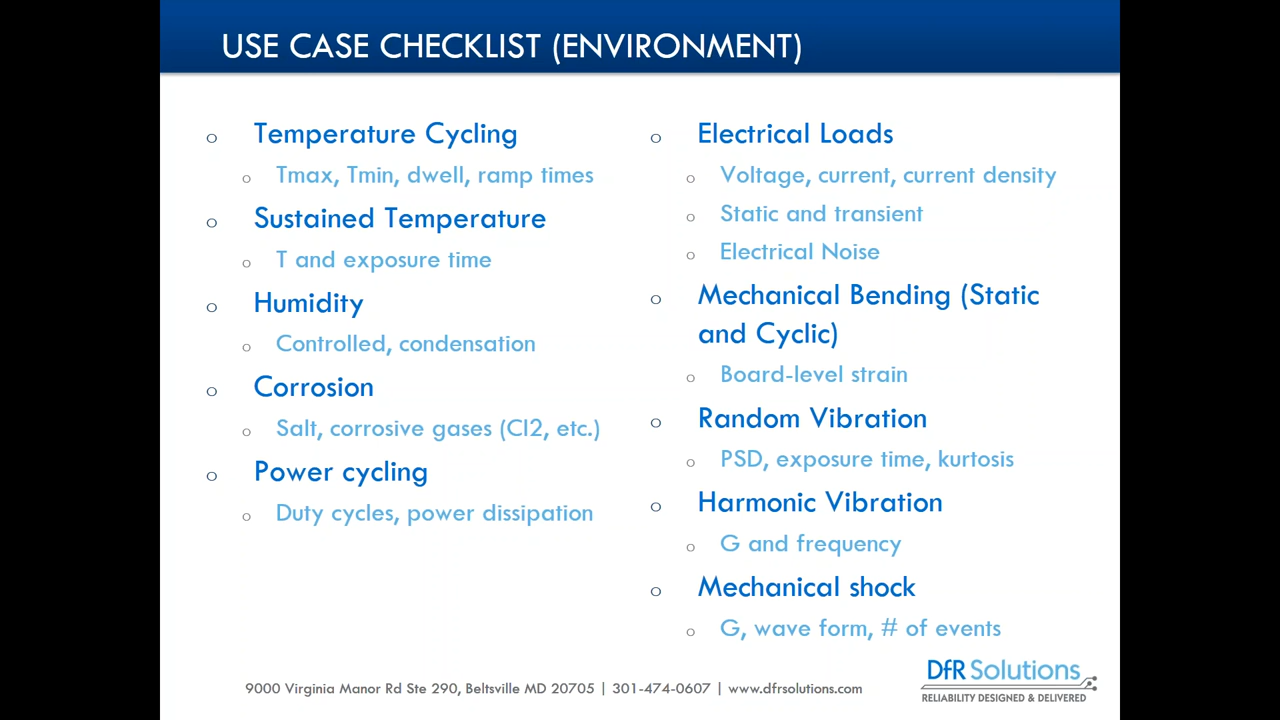 USE CASE CHECKLIST (ENVIRONMENT)
Temperature Cycling
Tmax, Tmin, dwell, ramp times
Sustained Temperature
T and exposure time
Humidity
Controlled, condensation
Corrosion
Salt, corrosive gases (Cl2, etc.)
Power cycling
Duty cycles, power dissipation
Electrical Loads
Voltage, current, current density
Static and transient
Electrical Noise
Mechanical Bending (Static
and Cyclic)
Board-level strain
Random Vibration
PSD, exposure time, kurtosis
Harmonic Vibration
G and frequency
Mechanical shock
G, wave form, # of events
9000 Virginia Manor Rd Ste 290, Beltsville MD 20705 | 301-474-0607 | www.dfrsolutions.com
DfR Solutions
RELIABILITY DESIGNED & DELIVERED